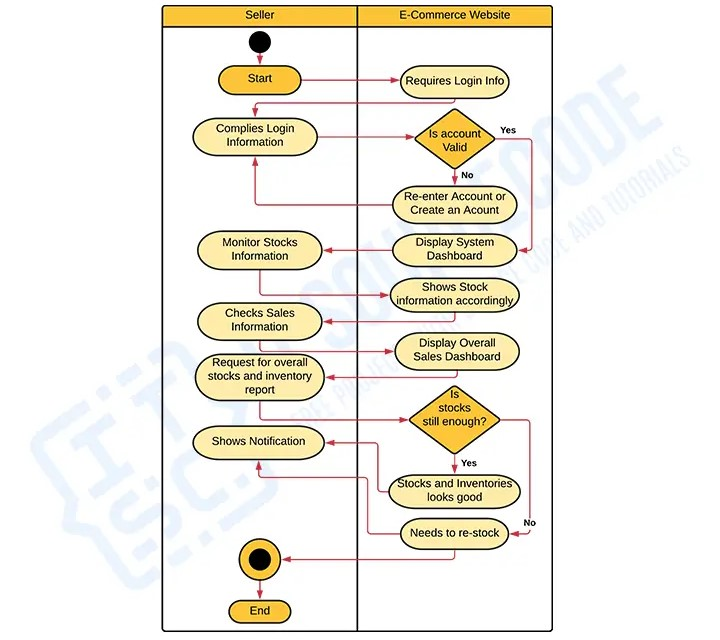 Seller
E-Commerce Website
Start
Requires Login Info
Complies Login
Information
Is account
Valid
Yes
No
Re-enter Account or
Create an Acount
Monitor Stocks
Information
Display System
Dashboard
Shows Stock
information accordingly
Checks Sales
Information
Display Overall
Sales Dashboard
Request for overall
stocks and inventory
report
Is
stocks
still enough?
Shows Notification
Yes
Stocks and Inventories
looks good
No
Needs to re-stock
End